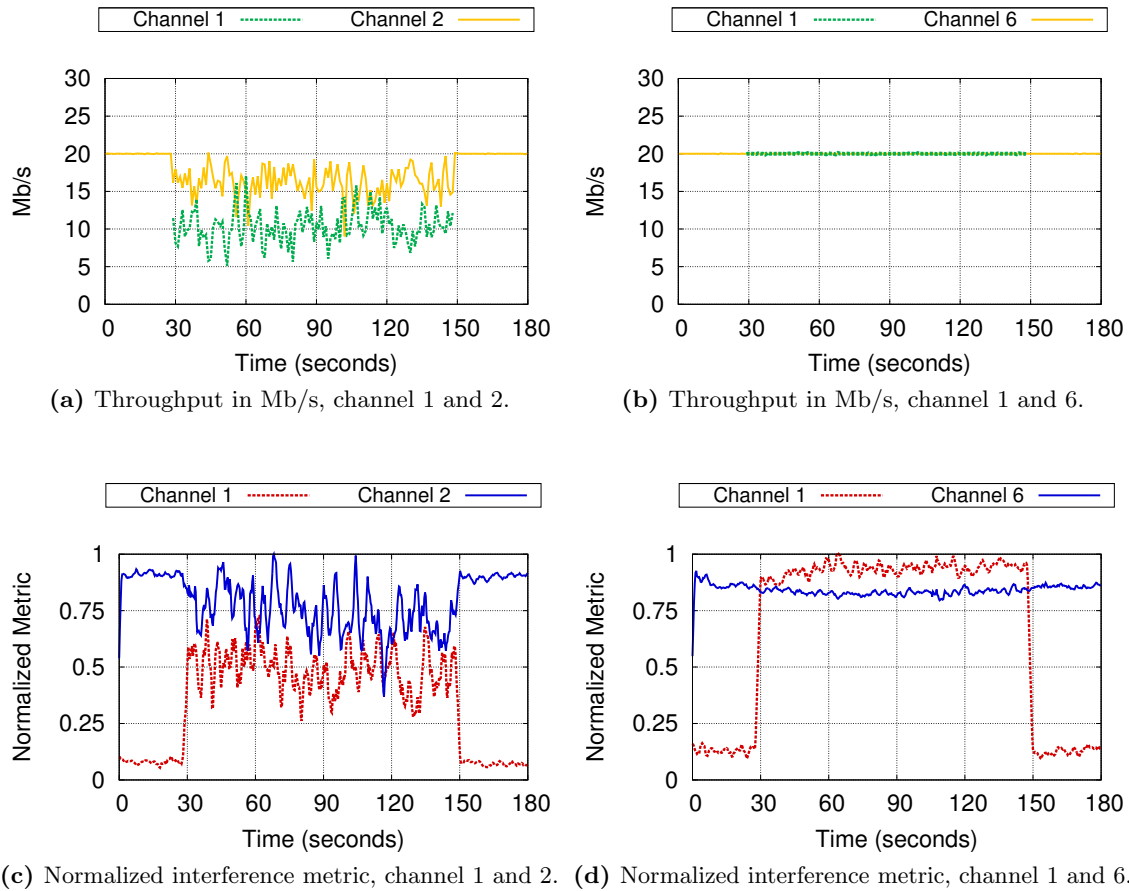 Channel 1 Channel 2
Channel 1 Channel 6
Mb/s
30
25
20
15
10
5
0
0 30 60 90 120 150 180
Time (seconds)
(a) Throughput in Mb/s, channel 1 and 2.
Mb/s
30
25
20
15
10
5
0
0 30 60 90 120 150 180
Time (seconds)
(b) Throughput in Mb/s, channel 1 and 6.
Channel 1 Channel 2
Channel 1 Channel 6
Normalized Metric
1
0.75
0.5
0.25
0
0 30 60 90 120 150 180
Time (seconds)
(c) Normalized interference metric, channel 1 and 2.
Normalized Metric
1
0.75
0.5
0.25
0
0 30 60 90 120 150 180
Time (seconds)
(d) Normalized interference metric, channel 1 and 6.